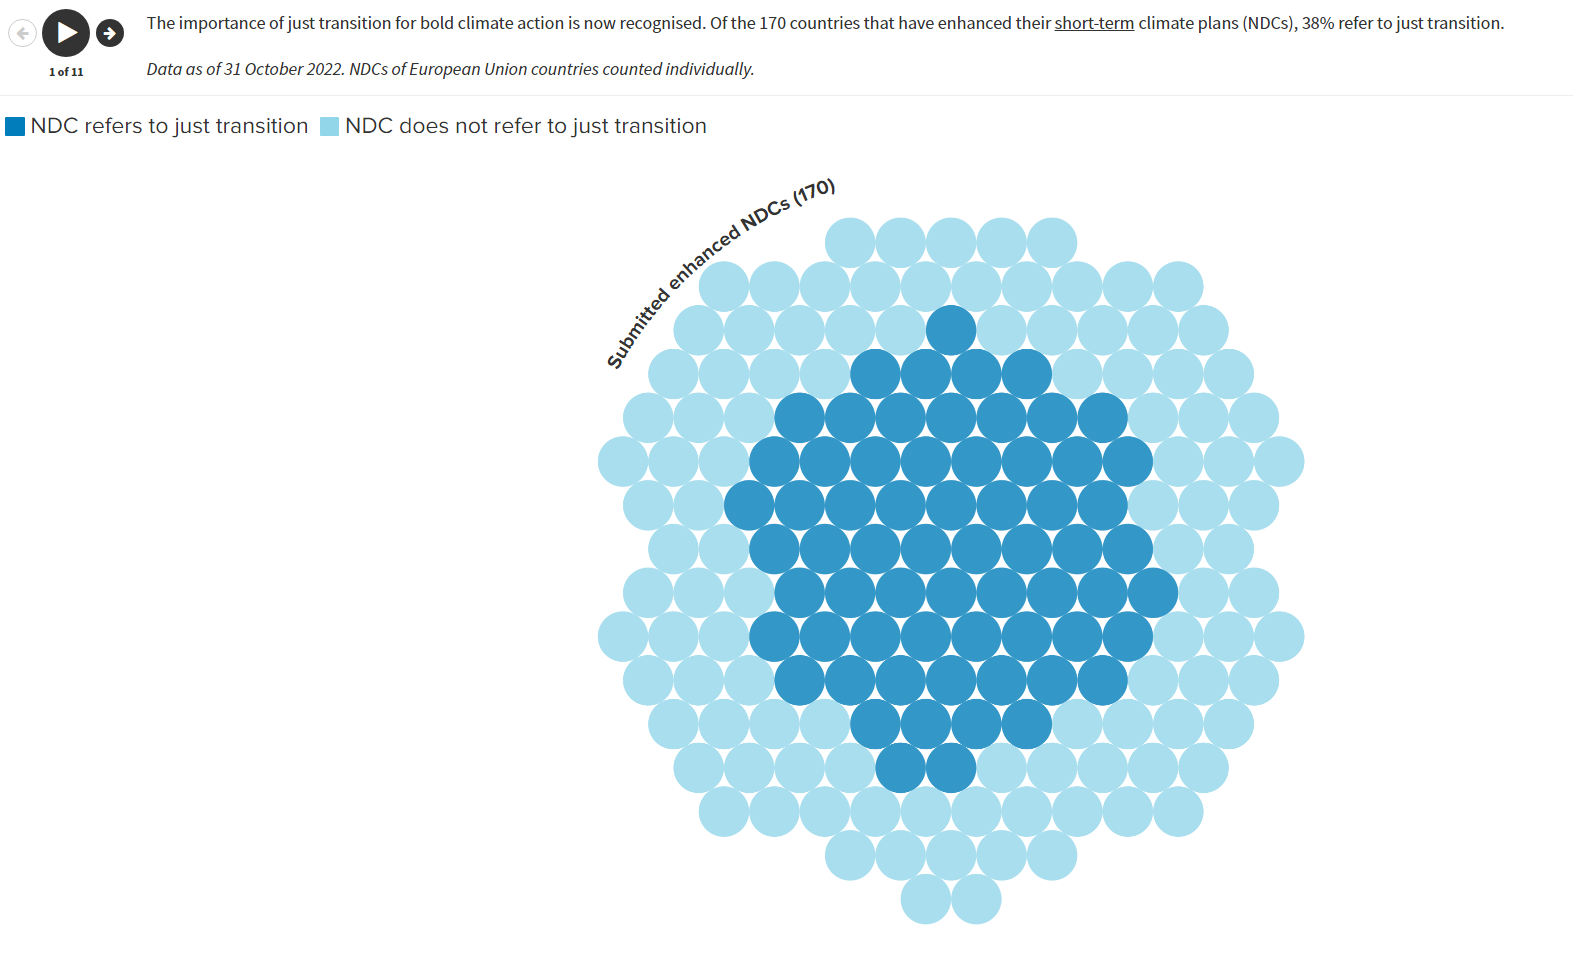 The importance of just transition for bold climate action is now recognised. Of the 170 countries that have enhanced their short-term climate plans (NDCs), 38% refer to just transition.
1 of 11
Data as of 31 October 2022. NDCs of European Union countries counted individually.
NDC refers to just transition NDC does not refer to just transition
Submitted enhanced NDCs (170)